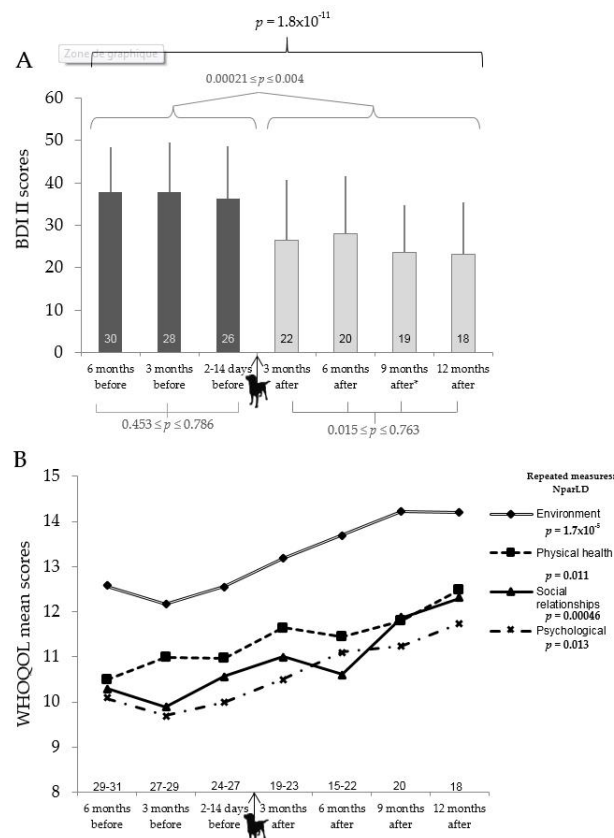 p = 1.8x10⁻¹¹
A
Zone de graphique
0.00021 ≤ p ≤ 0.004
BDI II scores
60
50
40
30
20
10
0
30 28 26 22 20 19 18
6 months before
3 months before
2-14 days before
3 months after
6 months after
9 months after*
12 months after
0.453 ≤ p ≤ 0.786
0.015 ≤ p ≤ 0.763
B
WHOQOL mean scores
15
14
13
12
11
10
9
8
Repeated measures:
NparLD
Environment
p = 1.7x10⁻⁵
Physical health
p = 0.011
Social
relationships
p = 0.00046
Psychological
p = 0.013
29-31 27-29 24-27 19-23 15-22 20 18
6 months before
3 months before
2-14 days before
3 months after
6 months after
9 months after
12 months after